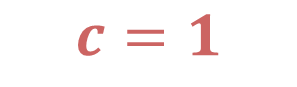 c = 1